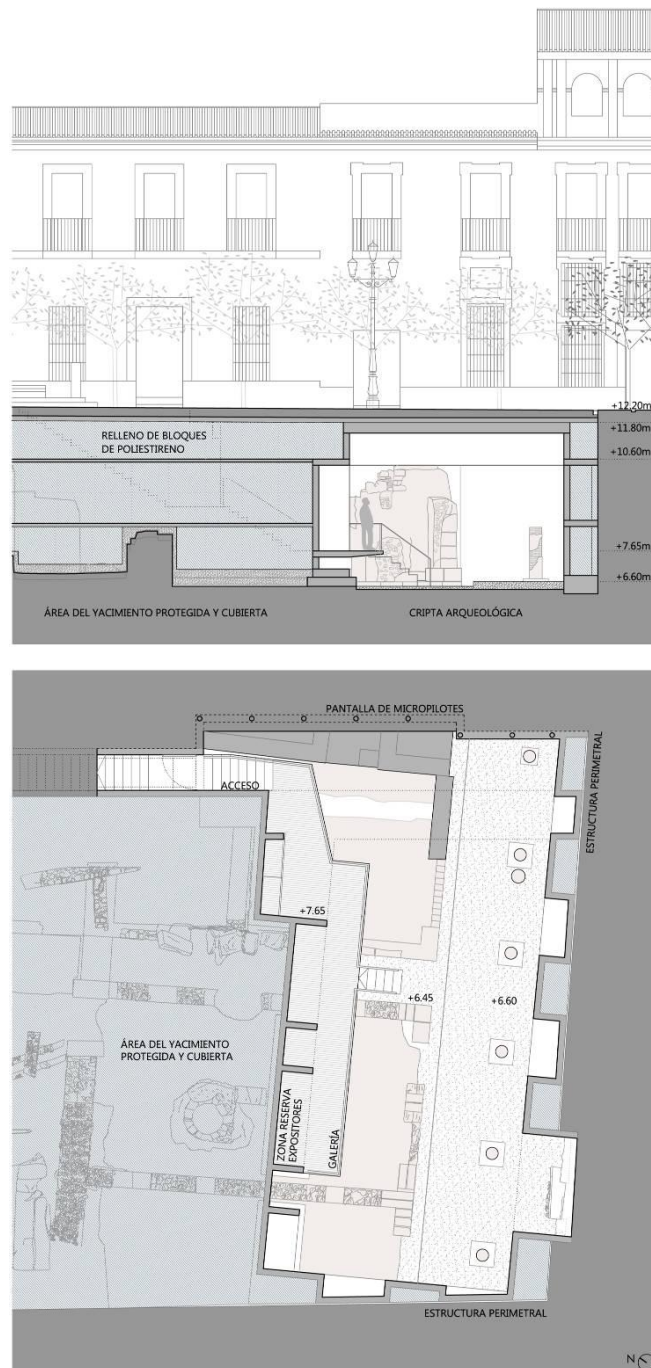 +12.20m
+11.80m
RELLENO DE BLOQUES
DE POLIESTIRENO
+10.60m
+7.65m
+6.60m
ÁREA DEL YACIMIENTO PROTEGIDA Y CUBIERTA
CRIPTA ARQUEOLÓGICA
PANTALLA DE MICROPILOTES
ACCESO
ESTRUCTURA PERIMETRAL
+7.65
+6.45
+6.60
ÁREA DEL YACIMIENTO
PROTEGIDA Y CUBIERTA
ZONA RESERVA
EXPOSITORES
GALERÍA
ESTRUCTURA PERIMETRAL
N